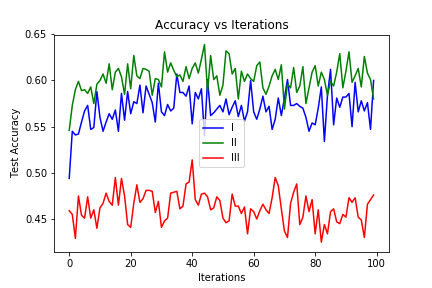 Accuracy vs Iterations
Test Accuracy
0.65
0.60
0.55
0.50
0.45
I
II
III
0 20 40 60 80 100
Iterations